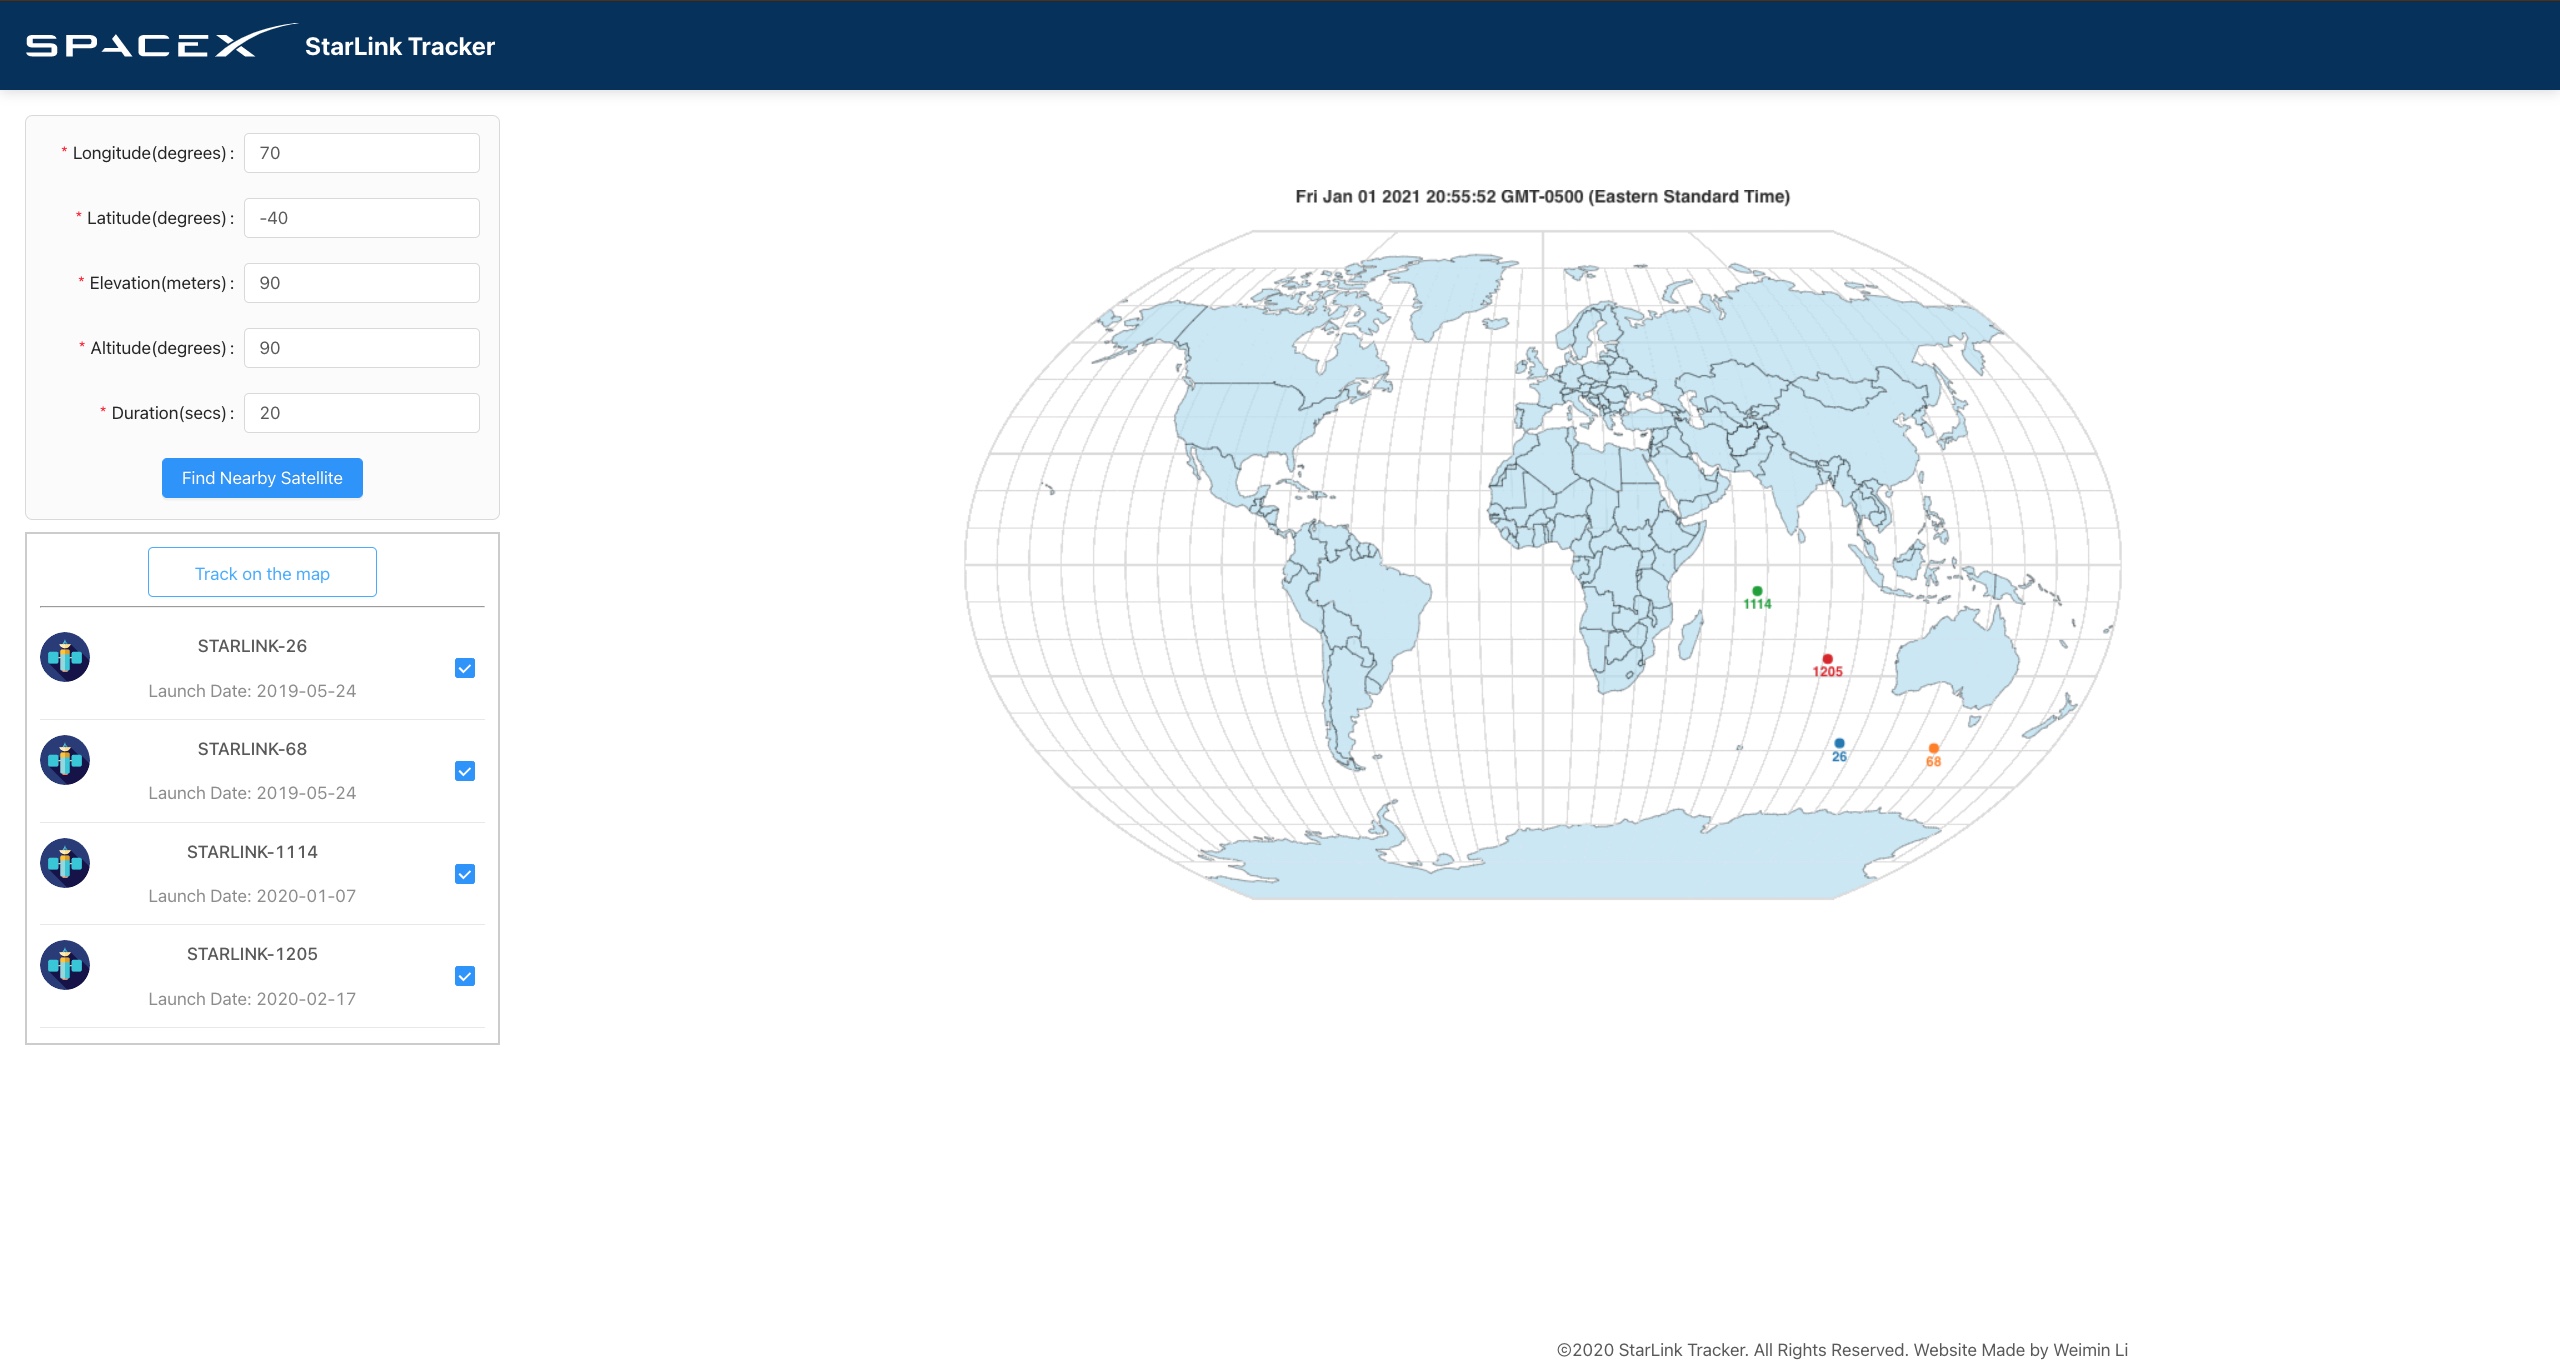 SPACEX StarLink Tracker
* Longitude(degrees) : 70
* Latitude(degrees) : -40
* Elevation(meters) : 90
* Altitude(degrees) : 90
* Duration(secs) : 20
Find Nearby Satellite
Track on the map
STARLINK-26
Launch Date: 2019-05-24
STARLINK-68
Launch Date: 2019-05-24
STARLINK-1114
Launch Date: 2020-01-07
STARLINK-1205
Launch Date: 2020-02-17
Fri Jan 01 2021 20:55:52 GMT-0500 (Eastern Standard Time)
1114
1205
26
68
©2020 StarLink Tracker. All Rights Reserved. Website Made by Weimin Li